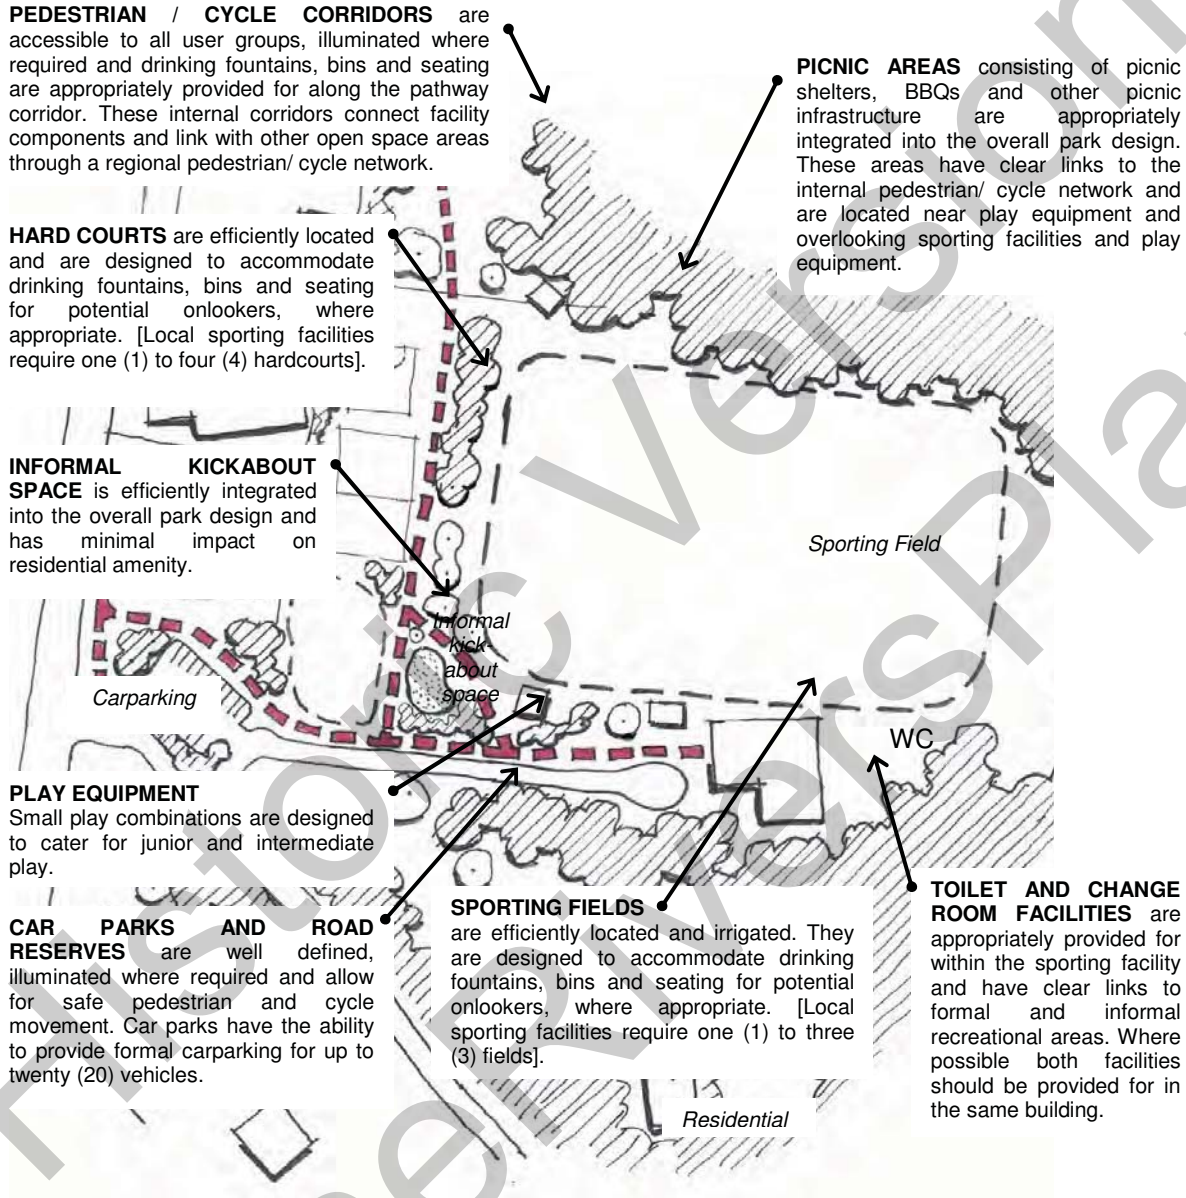 PEDESTRIAN / CYCLE CORRIDORS are
accessible to all user groups, illuminated where
required and drinking fountains, bins and seating
are appropriately provided for along the pathway
corridor. These internal corridors connect facility
components and link with other open space areas
through a regional pedestrian/ cycle network.
PICNIC AREAS consisting of picnic
shelters, BBQs and other picnic
infrastructure are appropriately
integrated into the overall park design.
These areas have clear links to the
internal pedestrian/ cycle network and
are located near play equipment and
overlooking sporting facilities and play
equipment.
HARD COURTS are efficiently located
and are designed to accommodate
drinking fountains, bins and seating
for potential onlookers, where
appropriate. [Local sporting facilities
require one (1) to four (4) hardcourts].
INFORMAL KICKABOUT
SPACE is efficiently integrated
into the overall park design and
has minimal impact on
residential amenity.
Sporting Field
Informal
kick-
about
space
Carparking
WC
PLAY EQUIPMENT
Small play combinations are designed
to cater for junior and intermediate
play.
CAR PARKS AND ROAD
RESERVES are well defined,
illuminated where required and allow
for safe pedestrian and cycle
movement. Car parks have the ability
to provide formal carparking for up to
twenty (20) vehicles.
SPORTING FIELDS
are efficiently located and irrigated. They
are designed to accommodate drinking
fountains, bins and seating for potential
onlookers, where appropriate. [Local
sporting facilities require one (1) to three
(3) fields].
TOILET AND CHANGE
ROOM FACILITIES are
appropriately provided for
within the sporting facility
and have clear links to
formal and informal
recreational areas. Where
possible both facilities
should be provided for in
the same building.
Residential
Historic Version